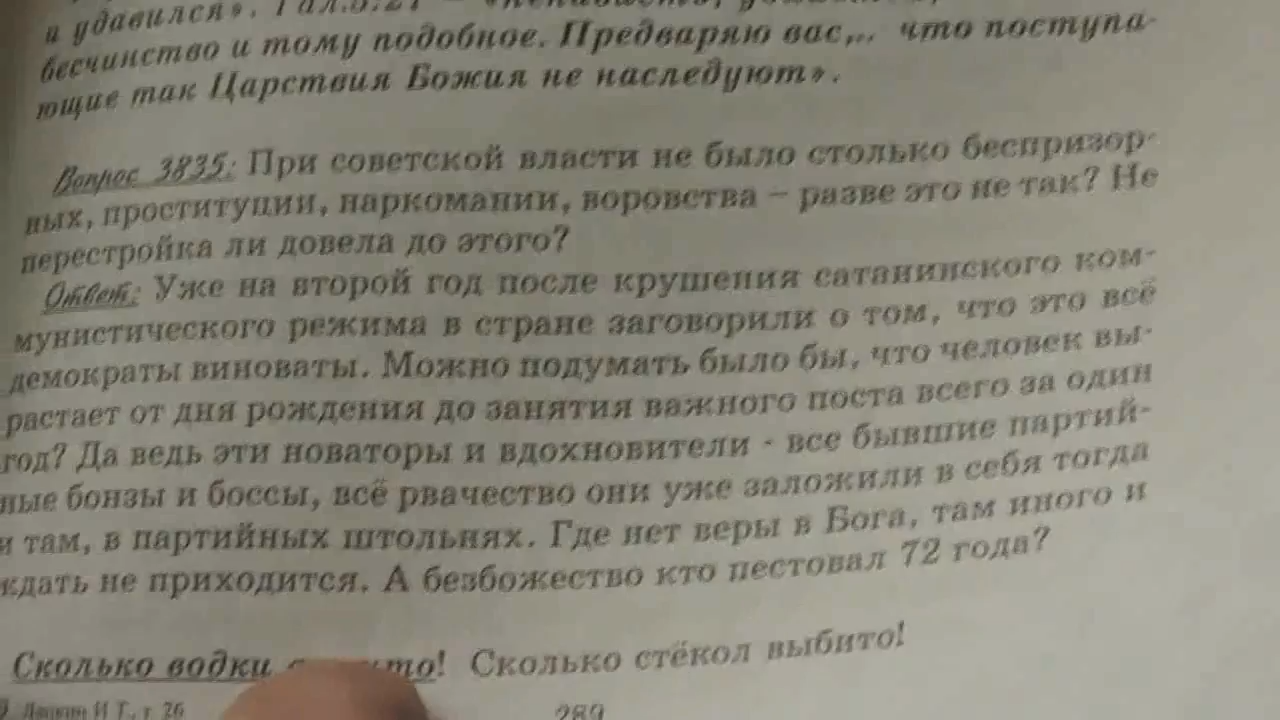 и удавился». Гал.5:21 –
бесчинство и тому подобное. Предваряю вас,.. что поступа-
ющие так Царствия Божия не наследуют».
Вопрос 3835: При советской власти не было столько беспризор-
ных, проституции, наркомании, воровства – разве это не так? Не
перестройка ли довела до этого?
Ответ: Уже на второй год после крушения сатанинского ком-
мунистического режима в стране заговорили о том, что это всё
демократы виноваты. Можно подумать было бы, что человек вы-
растает от дня рождения до занятия важного поста всего за один
год? Да ведь эти новаторы и вдохновители - все бывшие партий-
ные бонзы и боссы, всё рвачество они уже заложили в себя тогда
и там, в партийных штольнях. Где нет веры в Бога, там иного и
ждать не приходится. А безбожество кто пестовал 72 года?
Сколько водки ! Сколько стёкол выбито!
Лапкин И.Г., т 26 289